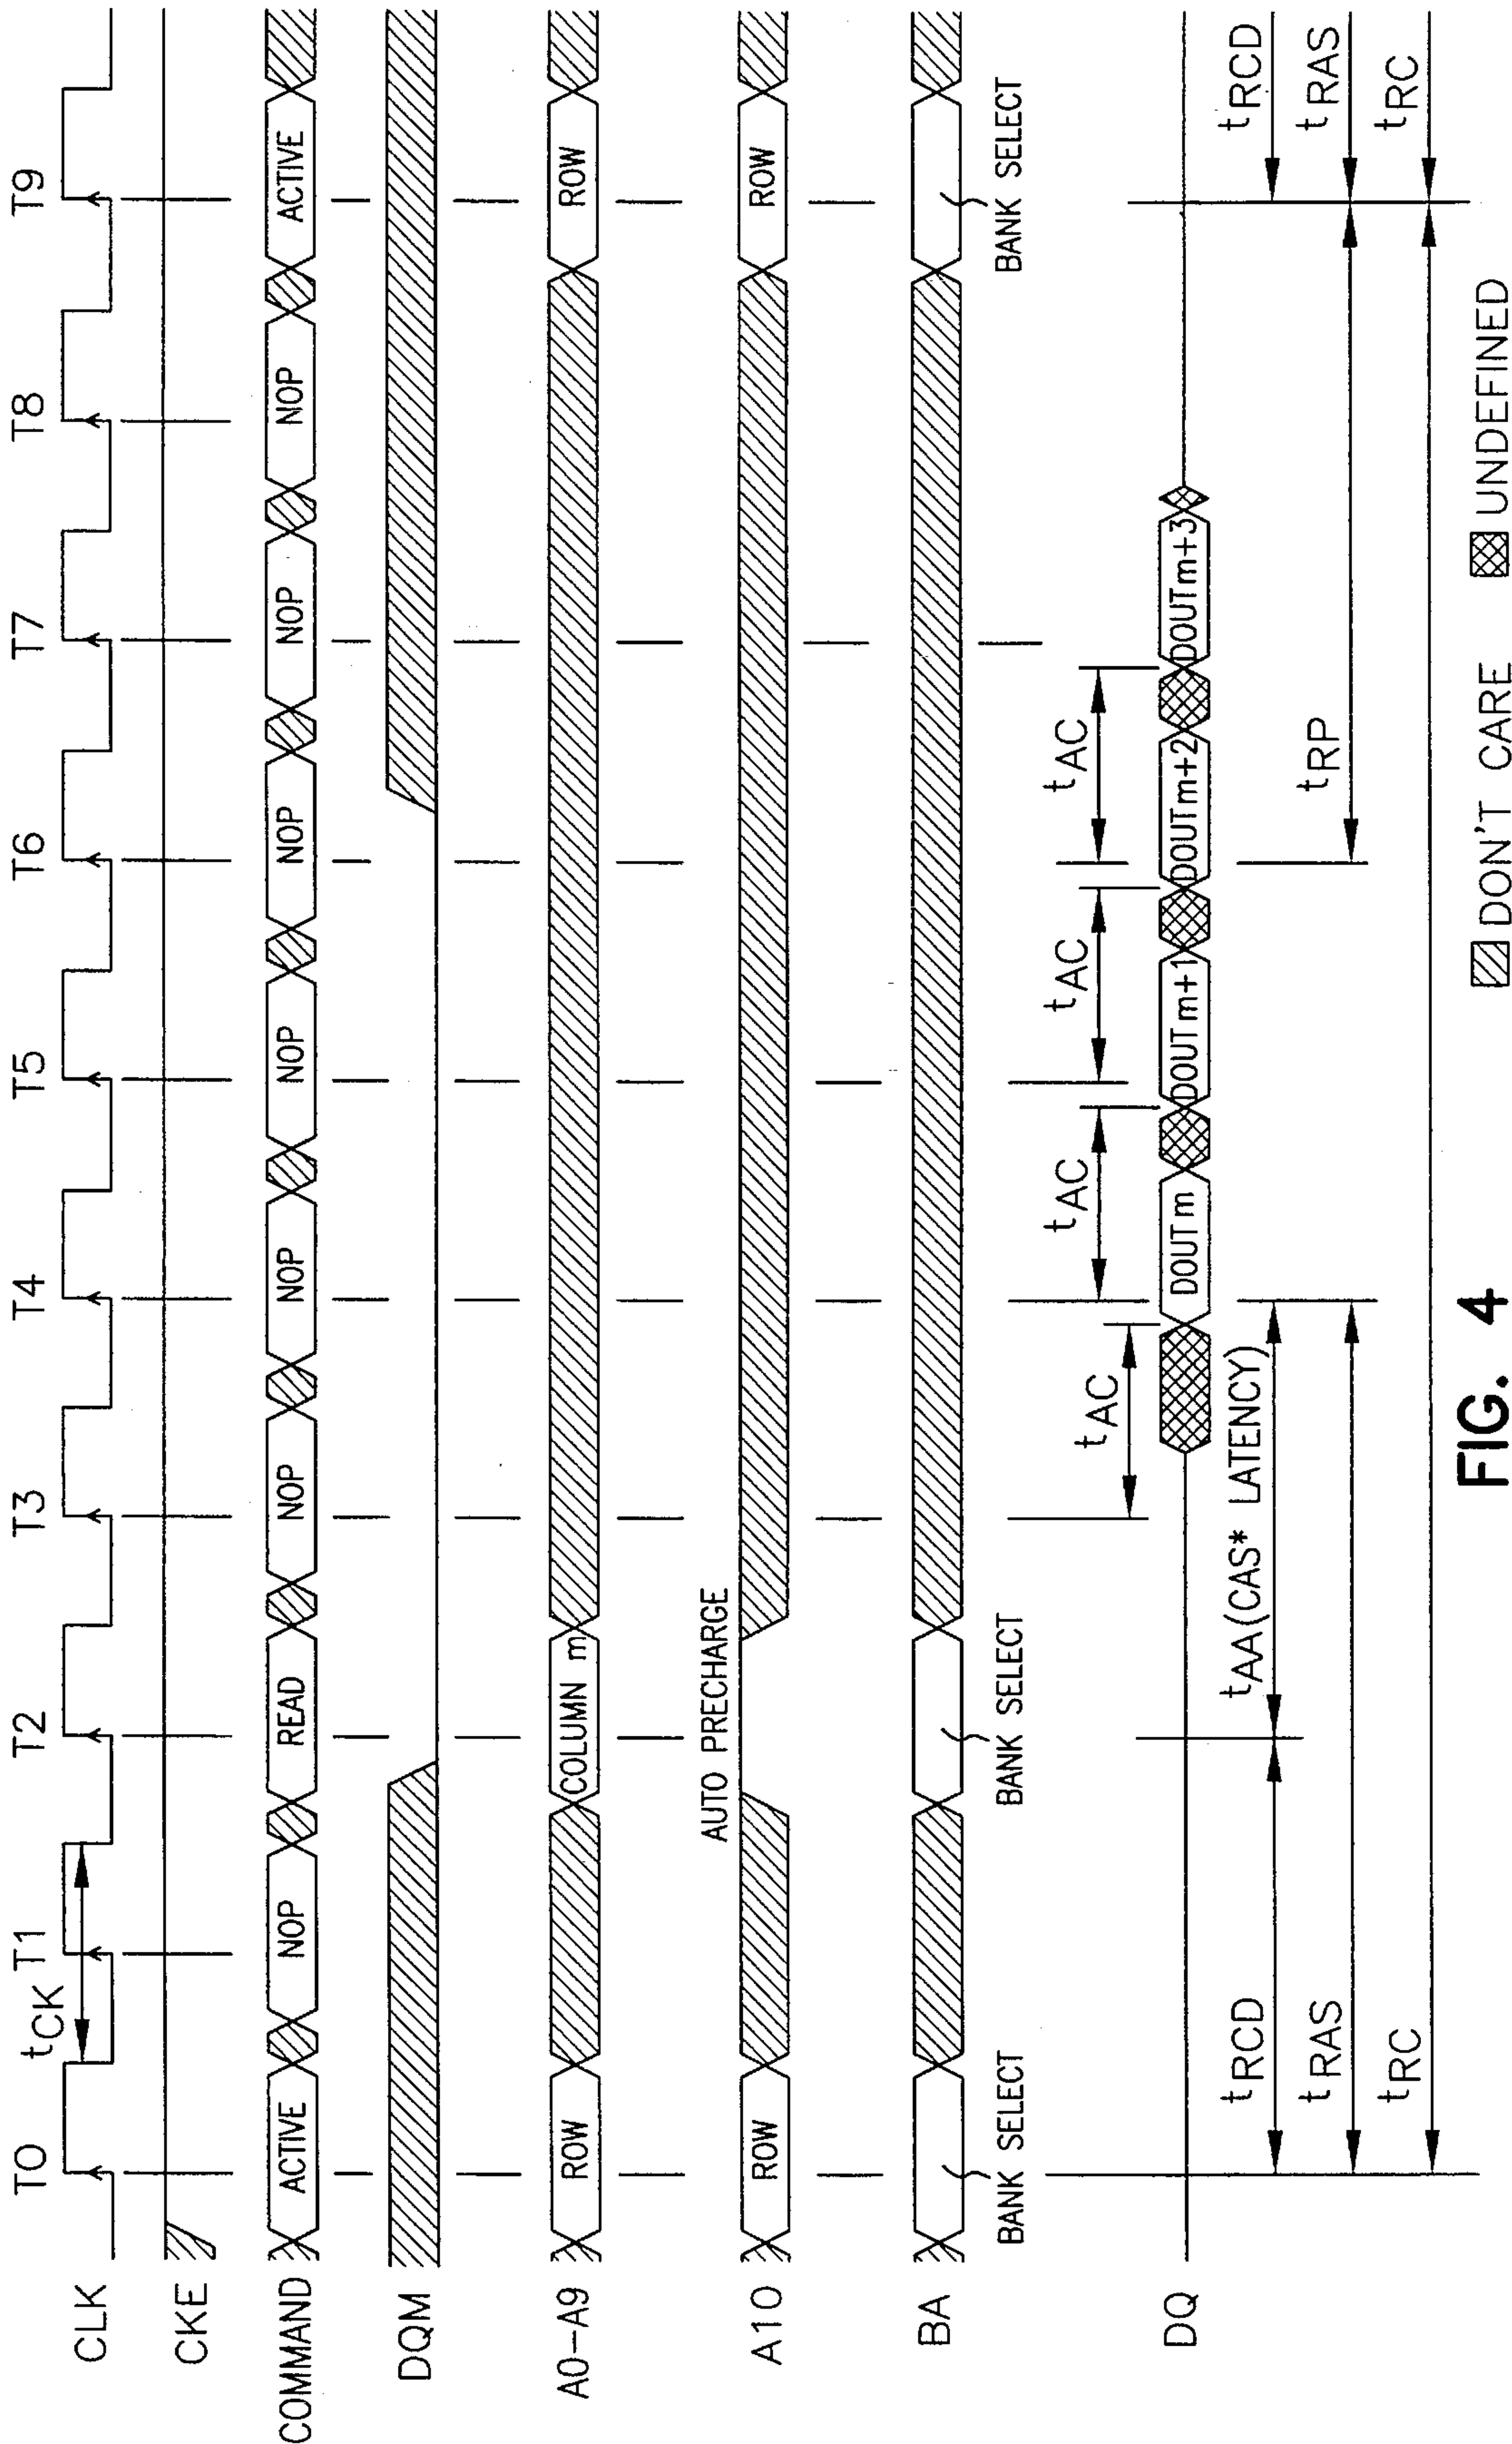 T0 T1 T2 T3 T4 T5 T6 T7 T8 T9
tCK
CLK
CKE
COMMAND ACTIVE NOP READ NOP NOP NOP NOP NOP NOP ACTIVE
DQM
A0-A9 ROW COLUMN m ROW
AUTO PRECHARGE
A10 ROW ROW
BA
BANK SELECT BANK SELECT BANK SELECT
tAC tAC tAC tAC
DQ DOUT m DOUT m+1 DOUT m+2 DOUT m+3
tRCD tAA(CAS* LATENCY) tRCD
tRAS tRP tRAS
tRC tRC
DON'T CARE UNDEFINED
FIG. 4